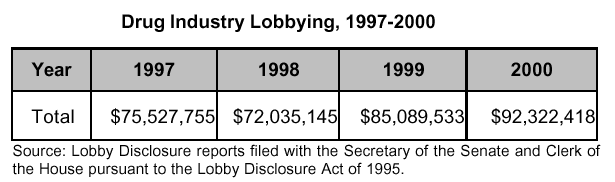 Drug Industry Lobbying, 1997-2000
Year 1997 1998 1999 2000
Total $75,527,755 $72,035,145 $85,089,533 $92,322,418
Source: Lobby Disclosure reports filed with the Secretary of the Senate and Clerk of
the House pursuant to the Lobby Disclosure Act of 1995.